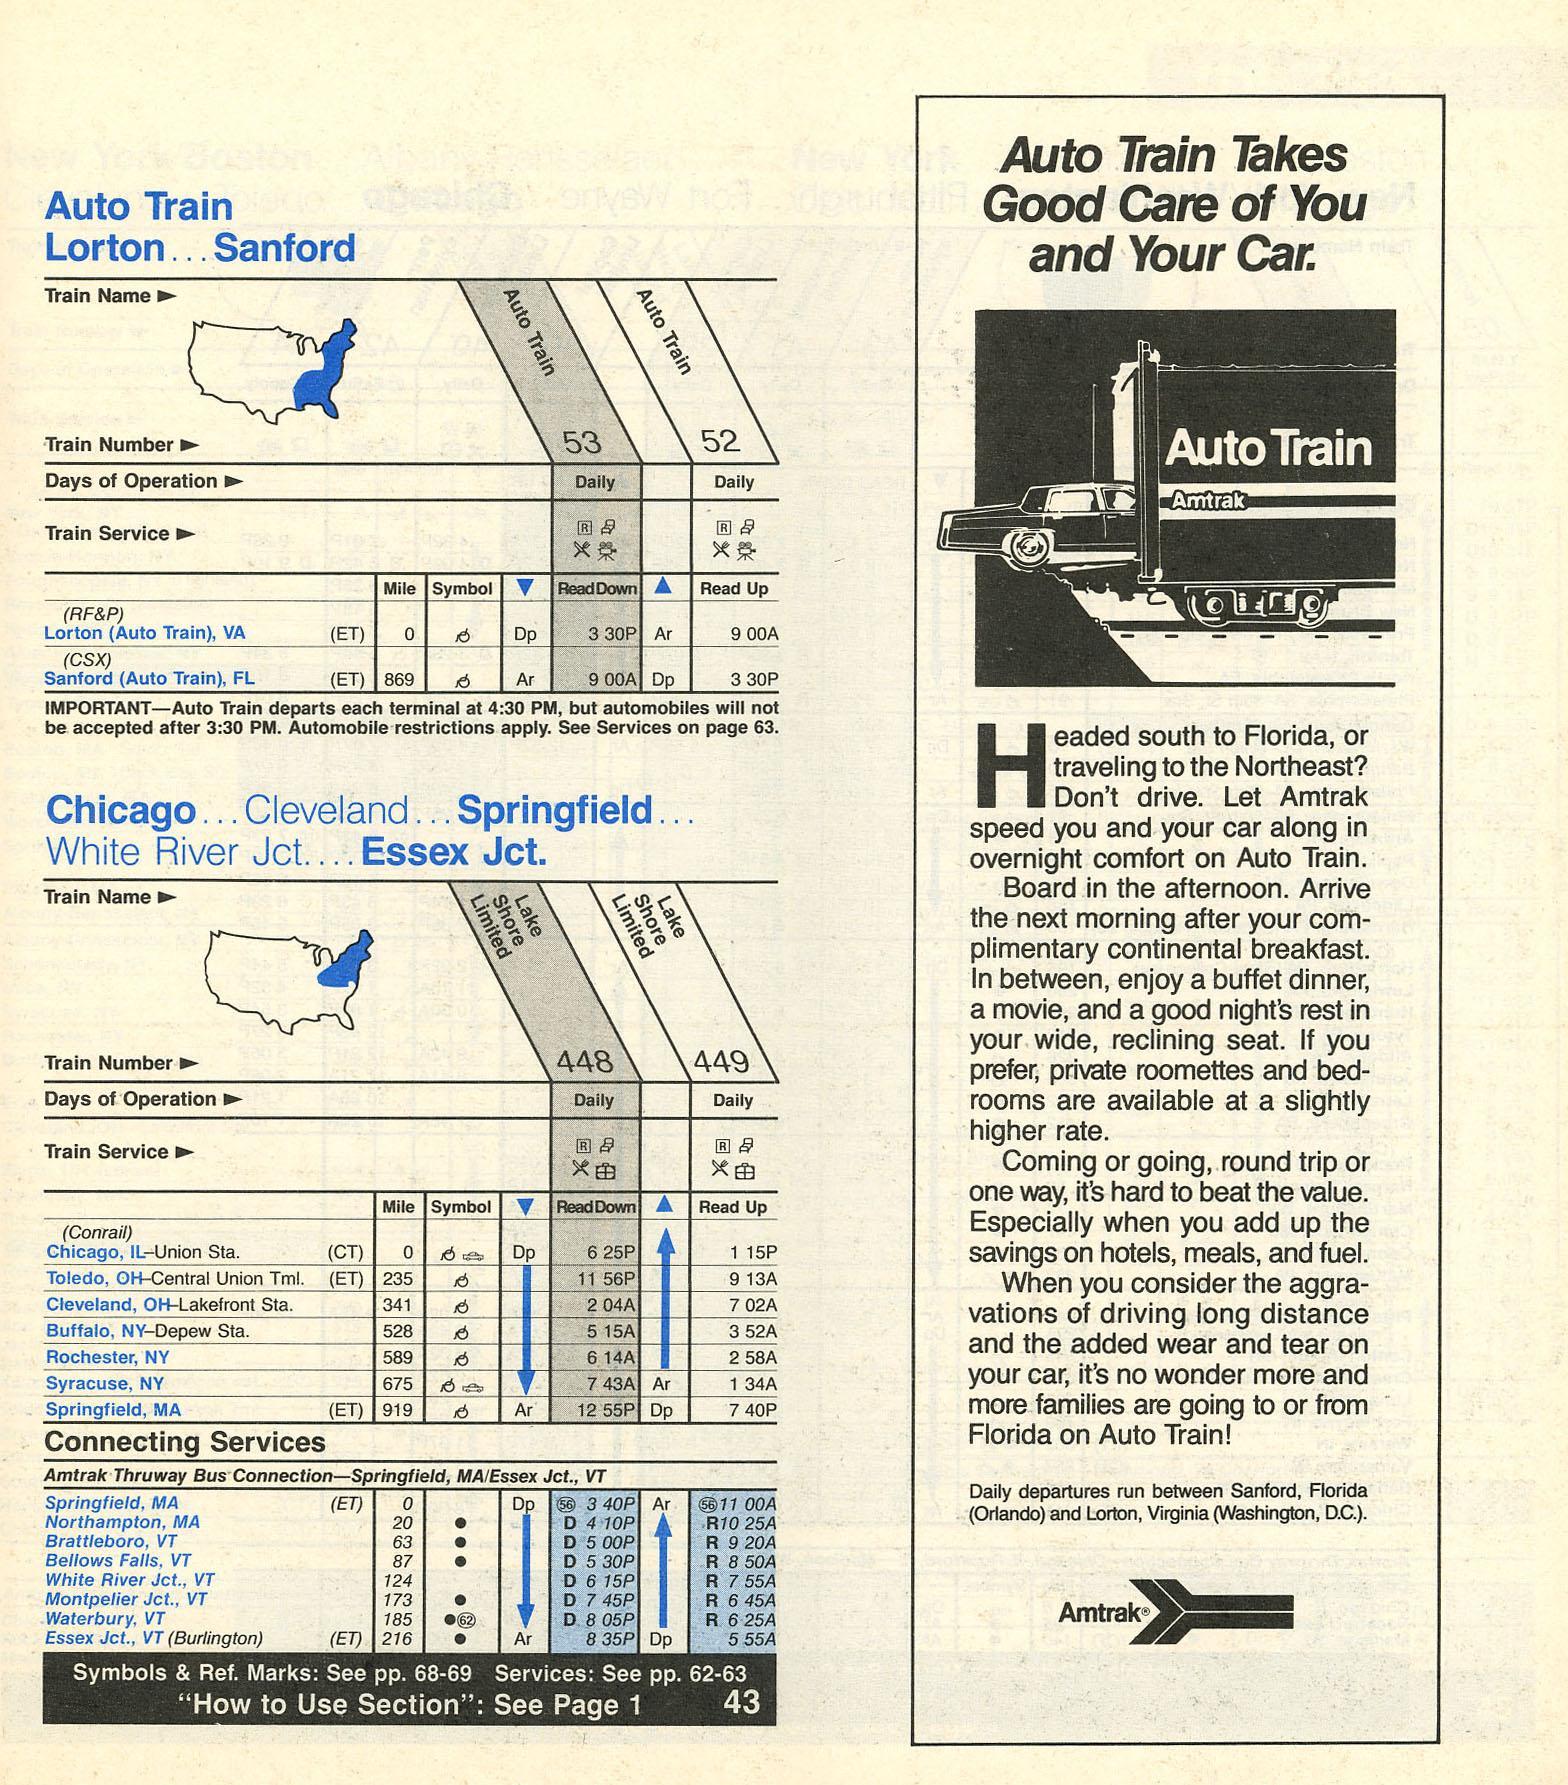 Auto Train
Lorton...Sanford
Train Name ►
Auto Train
Auto Train
Train Number ► 53 52
Days of Operation ► Daily Daily
Train Service ► R R
Mile Symbol ▼ Read Down ▲ Read Up
(RF&P)
Lorton (Auto Train), VA (ET) 0 Dp 3 30P Ar 9 00A
(CSX)
Sanford (Auto Train), FL (ET) 869 Ar 9 00A Dp 3 30P
IMPORTANT—Auto Train departs each terminal at 4:30 PM, but automobiles will not
be accepted after 3:30 PM. Automobile restrictions apply. See Services on page 63.
Chicago...Cleveland...Springfield...
White River Jct....Essex Jct.
Train Name ►
Lake Shore Limited
Lake Shore Limited
Train Number ► 448 449
Days of Operation ► Daily Daily
Train Service ► R R
Mile Symbol ▼ Read Down ▲ Read Up
(Conrail)
Chicago, IL–Union Sta. (CT) 0 Dp 6 25P 1 15P
Toledo, OH–Central Union Tml. (ET) 235 11 56P 9 13A
Cleveland, OH–Lakefront Sta. 341 2 04A 7 02A
Buffalo, NY–Depew Sta. 528 5 15A 3 52A
Rochester, NY 589 6 14A 2 58A
Syracuse, NY 675 7 43A Ar 1 34A
Springfield, MA (ET) 919 Ar 12 55P Dp 7 40P
Connecting Services
Amtrak Thruway Bus Connection—Springfield, MA/Essex Jct., VT
Springfield, MA (ET) 0 Dp 56 3 40P Ar 56 11 00A
Northampton, MA 20 ● D 4 10P R 10 25A
Brattleboro, VT 63 ● D 5 00P R 9 20A
Bellows Falls, VT 87 ● D 5 30P R 8 50A
White River Jct., VT 124 D 6 15P R 7 55A
Montpelier Jct., VT 173 ● D 7 45P R 6 45A
Waterbury, VT 185 ● 62 D 8 05P R 6 25A
Essex Jct., VT (Burlington) (ET) 216 ● Ar 8 35P Dp 5 55A
Symbols & Ref. Marks: See pp. 68-69 Services: See pp. 62-63
“How to Use Section”: See Page 1 43
Auto Train Takes
Good Care of You
and Your Car.
Auto Train
Amtrak
Headed south to Florida, or
traveling to the Northeast?
Don't drive. Let Amtrak
speed you and your car along in
overnight comfort on Auto Train.
Board in the afternoon. Arrive
the next morning after your com-
plimentary continental breakfast.
In between, enjoy a buffet dinner,
a movie, and a good night's rest in
your wide, reclining seat. If you
prefer, private roomettes and bed-
rooms are available at a slightly
higher rate.
Coming or going, round trip or
one way, it's hard to beat the value.
Especially when you add up the
savings on hotels, meals, and fuel.
When you consider the aggra-
vations of driving long distance
and the added wear and tear on
your car, it's no wonder more and
more families are going to or from
Florida on Auto Train!
Daily departures run between Sanford, Florida
(Orlando) and Lorton, Virginia (Washington, D.C.).
Amtrak®